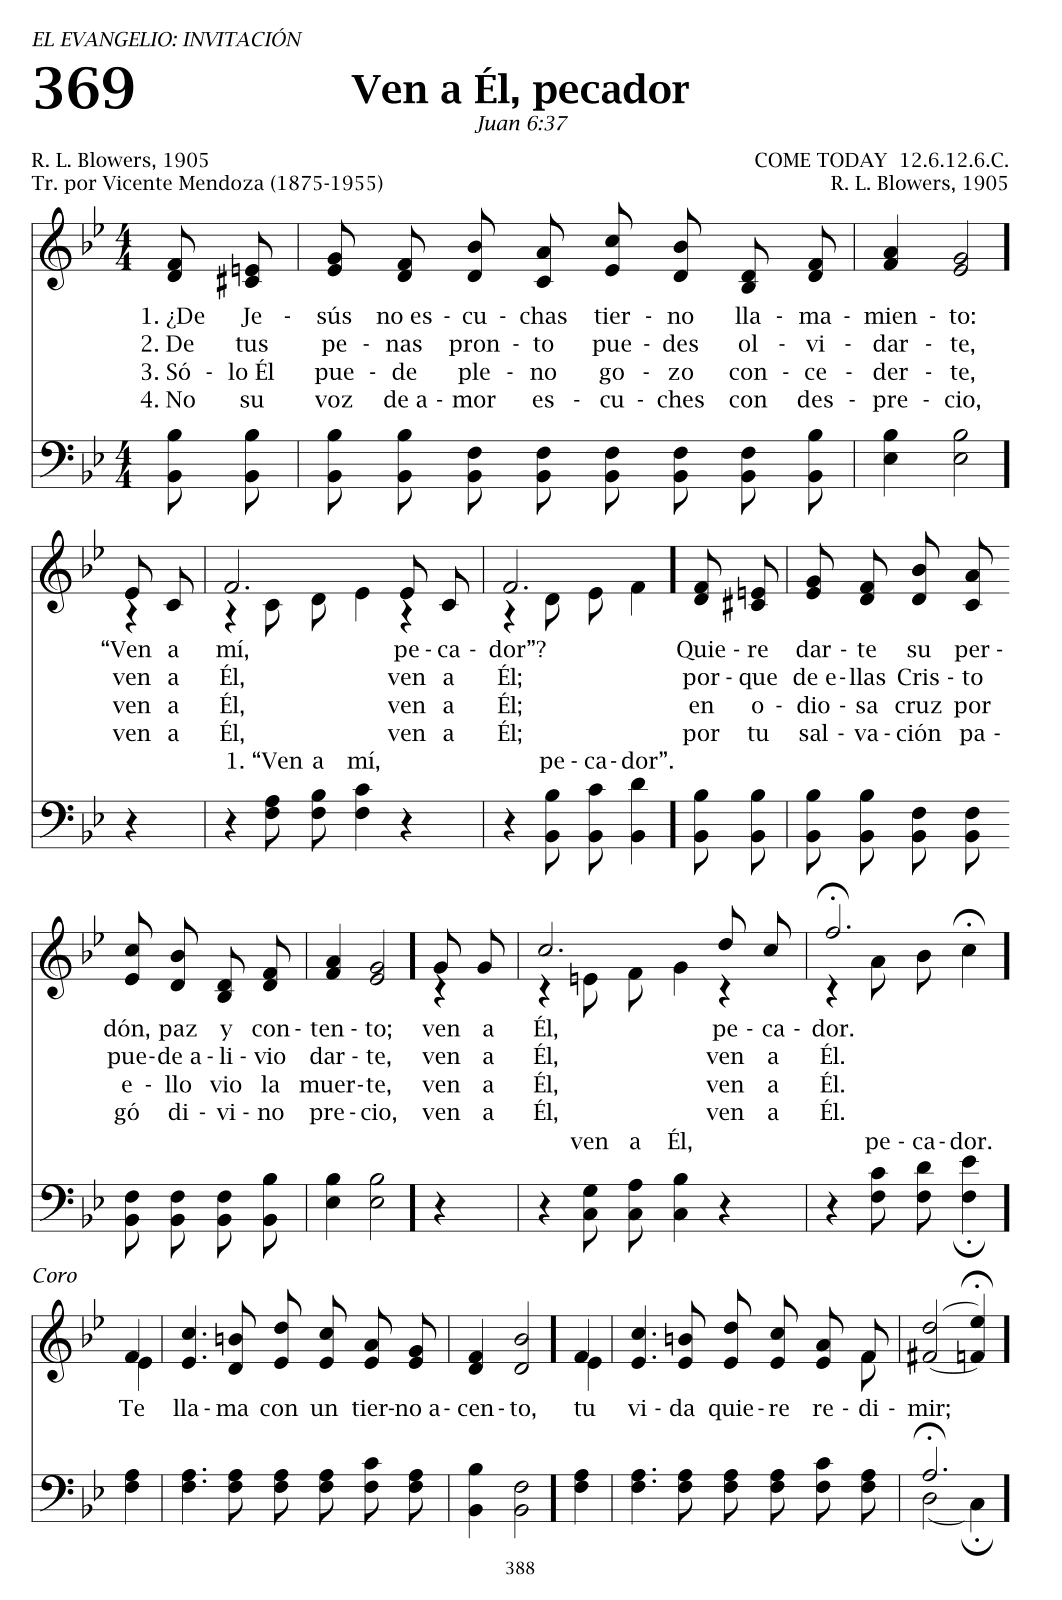 EL EVANGELIO: INVITACIÓN
369
Ven a Él, pecador
Juan 6:37
R. L. Blowers, 1905
COME TODAY 12.6.12.6.C.
Tr. por Vicente Mendoza (1875-1955)
R. L. Blowers, 1905
1. ¿De Je - sús no es - cu - chas tier - no lla - ma - mien - to:
2. De tus pe - nas pron - to pue - des ol - vi - dar - te,
3. Só - lo Él pue - de ple - no go - zo con - ce - der - te,
4. No su voz de a - mor es - cu - ches con des - pre - cio,
“Ven a mí, pe - ca - dor”? Quie - re dar - te su per -
ven a Él, ven a Él; por - que de e - llas Cris - to
ven a Él, ven a Él; en o - dio - sa cruz por
ven a Él, ven a Él; por tu sal - va - ción pa -
1. “Ven a mí, pe - ca - dor”.
dón, paz y con - ten - to; ven a Él, pe - ca - dor.
pue - de a - li - vio dar - te, ven a Él, ven a Él.
e - llo vio la muer - te, ven a Él, ven a Él.
gó di - vi - no pre - cio, ven a Él, ven a Él.
ven a Él, pe - ca - dor.
Coro
Te lla - ma con un tier - no a - cen - to, tu vi - da quie - re re - di - mir;
388